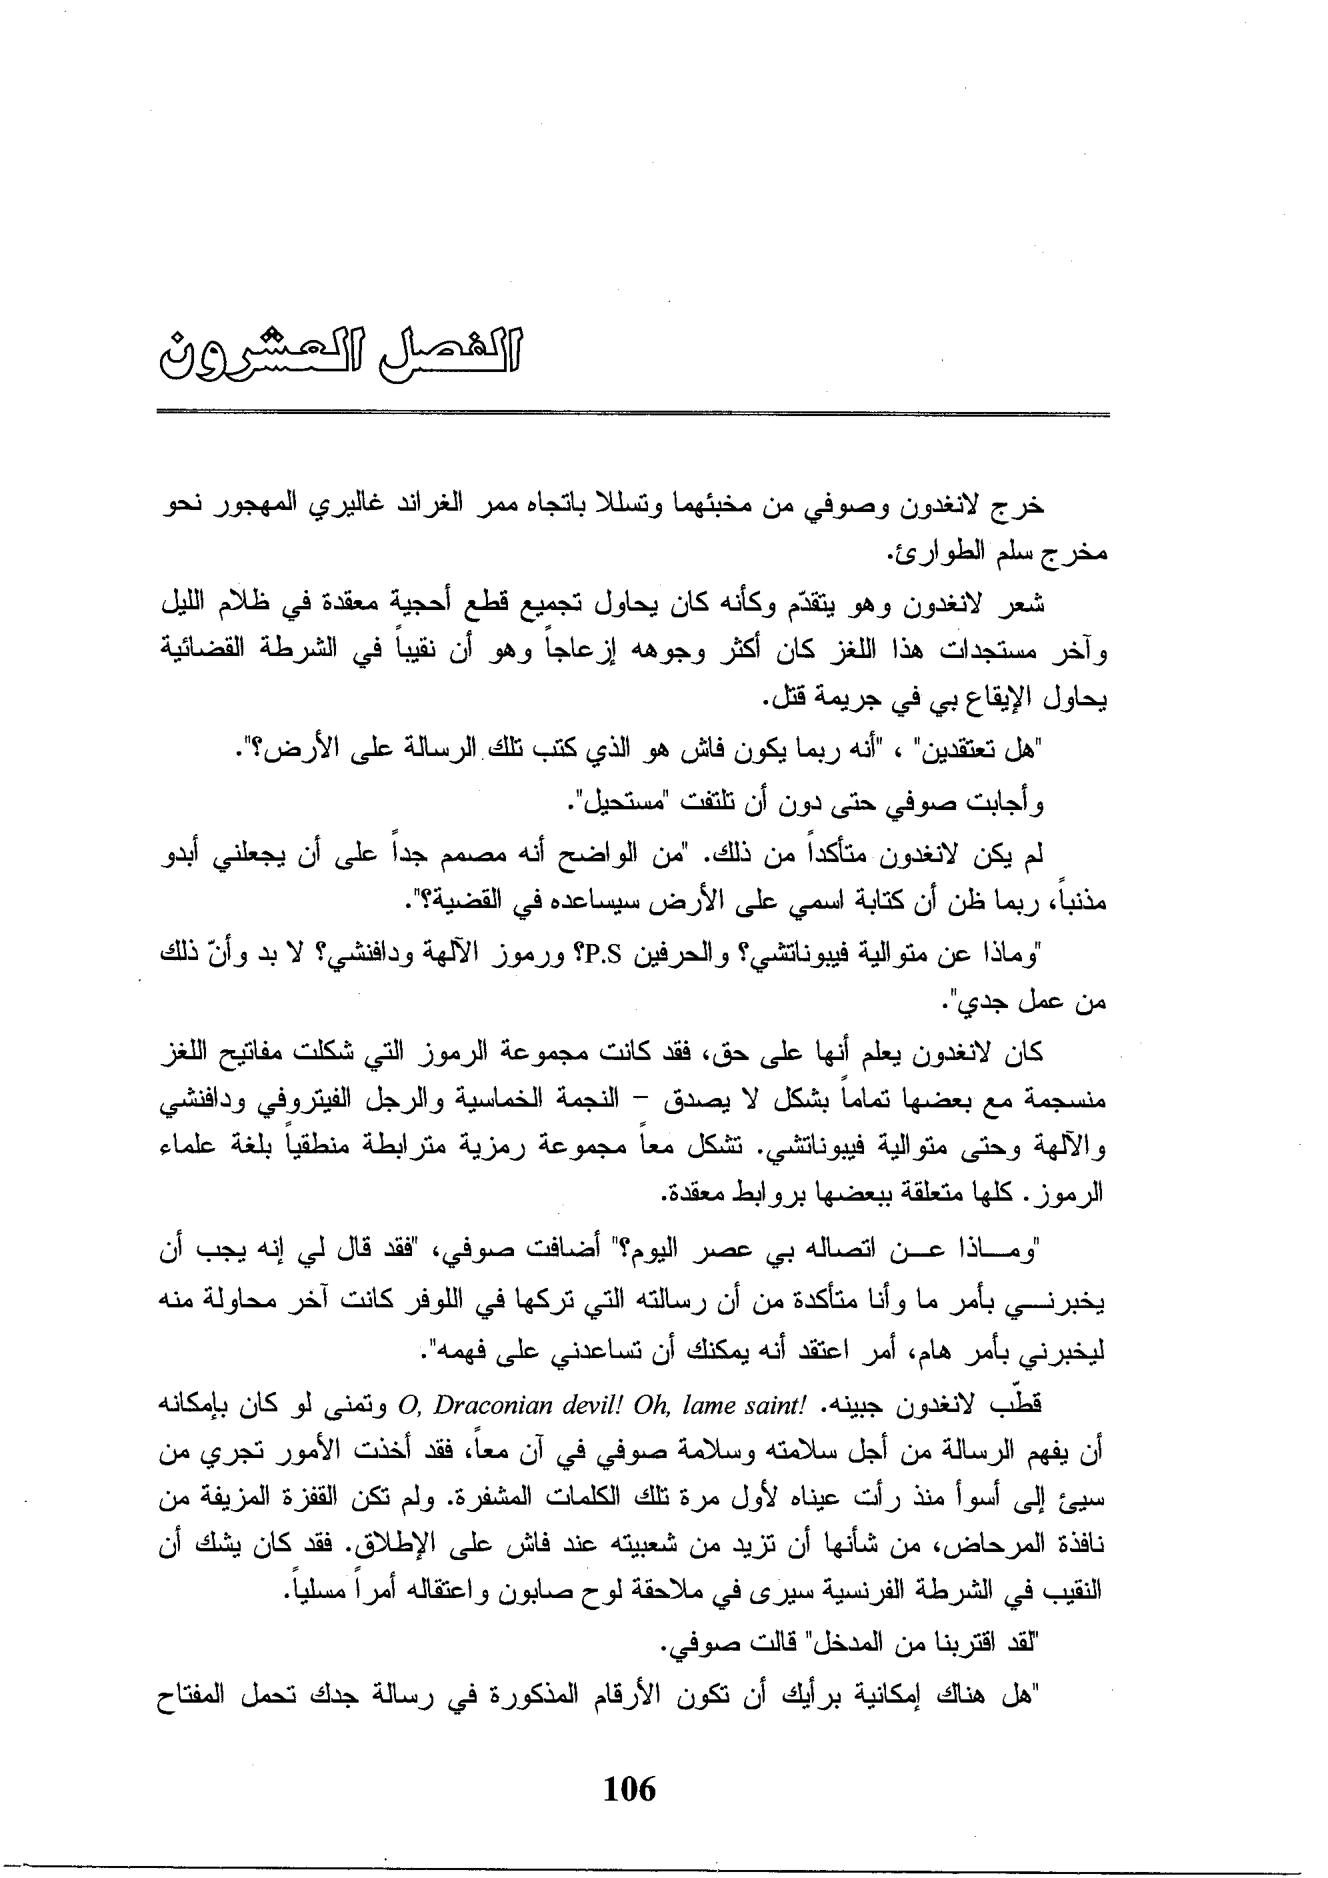 الفصل العشرون
خرج لانغدون وصوفي من مخبئهما وتسللا باتجاه ممر الغراند غاليري المهجور نحو
مخرج سلم الطوارئ.
شعر لانغدون وهو يتقدّم وكأنه كان يحاول تجميع قطع أحجية معقدة في ظلام الليل
وآخر مستجدات هذا اللغز كان أكثر وجوهه إزعاجاً وهو أن نقيباً في الشرطة القضائية
يحاول الإيقاع بي في جريمة قتل.
"هل تعتقدين" ، "أنه ربما يكون فاش هو الذي كتب تلك الرسالة على الأرض؟".
وأجابت صوفي حتى دون أن تلتفت "مستحيل".
لم يكن لانغدون متأكداً من ذلك. "من الواضح أنه مصمم جداً على أن يجعلني أبدو
مذنباً، ربما ظن أن كتابة اسمي على الأرض سيساعده في القضية؟".
"وماذا عن متوالية فيبوناتشي؟ والحرفين P.S؟ ورموز الآلهة ودافنشي؟ لا بد وأنّ ذلك
من عمل جدي".
كان لانغدون يعلم أنها على حق، فقد كانت مجموعة الرموز التي شكلت مفاتيح اللغز
منسجمة مع بعضها تماماً بشكل لا يصدق – النجمة الخماسية والرجل الفيتروفي ودافنشي
والآلهة وحتى متوالية فيبوناتشي. تشكل معاً مجموعة رمزية مترابطة منطقياً بلغة علماء
الرموز. كلها متعلقة ببعضها بروابط معقدة.
"ومـاذا عـن اتصاله بي عصر اليوم؟" أضافت صوفي، "فقد قال لي إنه يجب أن
يخبرنـي بأمر ما وأنا متأكدة من أن رسالته التي تركها في اللوفر كانت آخر محاولة منه
ليخبرني بأمر هام، أمر اعتقد أنه يمكنك أن تساعدني على فهمه".
قطّب لانغدون جبينه. O, Draconian devil! Oh, lame saint! وتمنى لو كان بإمكانه
أن يفهم الرسالة من أجل سلامته وسلامة صوفي في آن معاً، فقد أخذت الأمور تجري من
سيئ إلى أسوأ منذ رأت عيناه لأول مرة تلك الكلمات المشفرة. ولم تكن القفزة المزيفة من
نافذة المرحاض، من شأنها أن تزيد من شعبيته عند فاش على الإطلاق. فقد كان يشك أن
النقيب في الشرطة الفرنسية سيرى في ملاحقة لوح صابون واعتقاله أمراً مسلياً.
"لقد اقتربنا من المدخل" قالت صوفي.
"هل هناك إمكانية برأيك أن تكون الأرقام المذكورة في رسالة جدك تحمل المفتاح
106